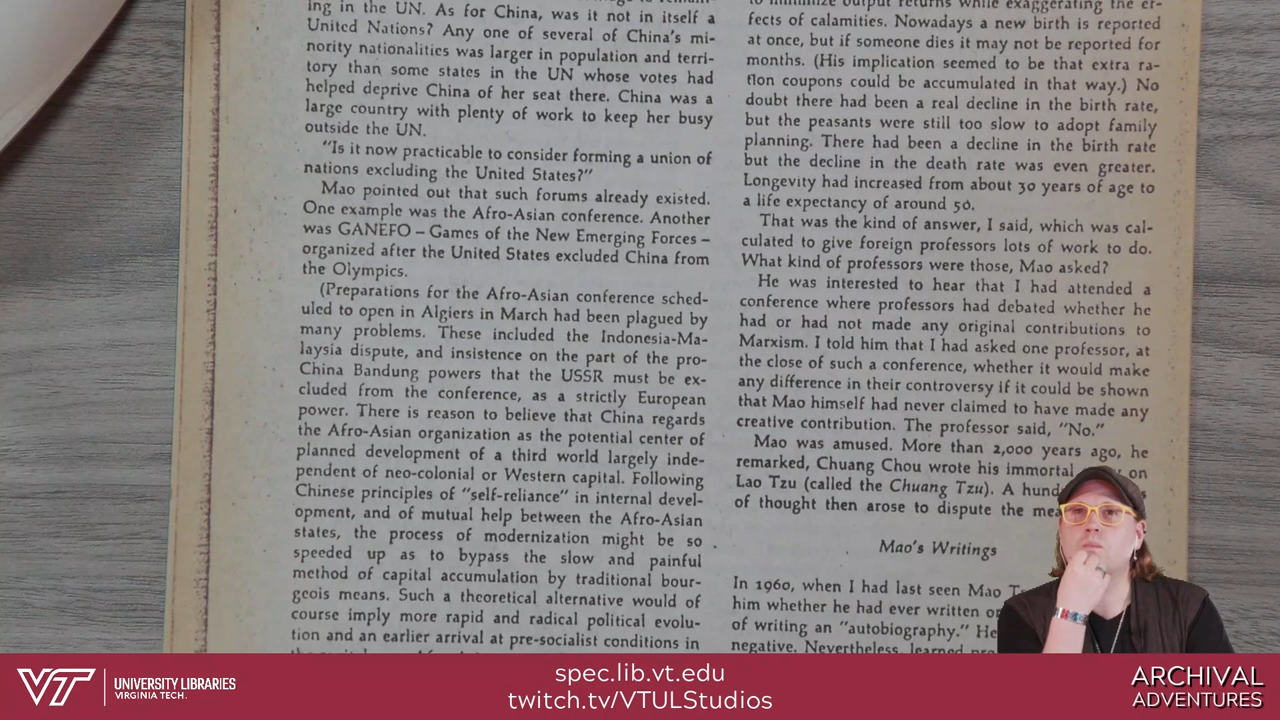 ing in the UN. As for China, was it not in itself a
United Nations? Any one of several of China's mi-
nority nationalities was larger in population and terri-
tory than some states in the UN whose votes had
helped deprive China of her seat there. China was a
large country with plenty of work to keep her busy
outside the UN.
"Is it now practicable to consider forming a union of
nations excluding the United States?"
Mao pointed out that such forums already existed.
One example was the Afro-Asian conference. Another
was GANEFO – Games of the New Emerging Forces –
organized after the United States excluded China from
the Olympics.
(Preparations for the Afro-Asian conference sched-
uled to open in Algiers in March had been plagued by
many problems. These included the Indonesia-Ma-
laysia dispute, and insistence on the part of the pro-
China Bandung powers that the USSR must be ex-
cluded from the conference, as a strictly European
power. There is reason to believe that China regards
the Afro-Asian organization as the potential center of
planned development of a third world largely inde-
pendent of neo-colonial or Western capital. Following
Chinese principles of "self-reliance" in internal devel-
opment, and of mutual help between the Afro-Asian
states, the process of modernization might be so
speeded up as to bypass the slow and painful
method of capital accumulation by traditional bour-
geois means. Such a theoretical alternative would of
course imply more rapid and radical political evolu-
tion and an earlier arrival at pre-socialist conditions in
to minimize output returns while exaggerating the ef-
fects of calamities. Nowadays a new birth is reported
at once, but if someone dies it may not be reported for
months. (His implication seemed to be that extra ra-
tion coupons could be accumulated in that way.) No
doubt there had been a real decline in the birth rate,
but the peasants were still too slow to adopt family
planning. There had been a decline in the birth rate
but the decline in the death rate was even greater.
Longevity had increased from about 30 years of age to
a life expectancy of around 50.
That was the kind of answer, I said, which was cal-
culated to give foreign professors lots of work to do.
What kind of professors were those, Mao asked?
He was interested to hear that I had attended a
conference where professors had debated whether he
had or had not made any original contributions to
Marxism. I told him that I had asked one professor, at
the close of such a conference, whether it would make
any difference in their controversy if it could be shown
that Mao himself had never claimed to have made any
creative contribution. The professor said, "No."
Mao was amused. More than 2,000 years ago, he
remarked, Chuang Chou wrote his immortal on
Lao Tzu (called the Chuang Tzu). A
of thought then arose to dispute the
Mao's Writings
In 1960, when I had last seen Mao
him whether he had ever written
of writing an "autobiography." He
negative. Nevertheless, learned
VT UNIVERSITY LIBRARIES
VIRGINIA TECH.
spec.lib.vt.edu
twitch.tv/VTULStudios
ARCHIVAL
ADVENTURES